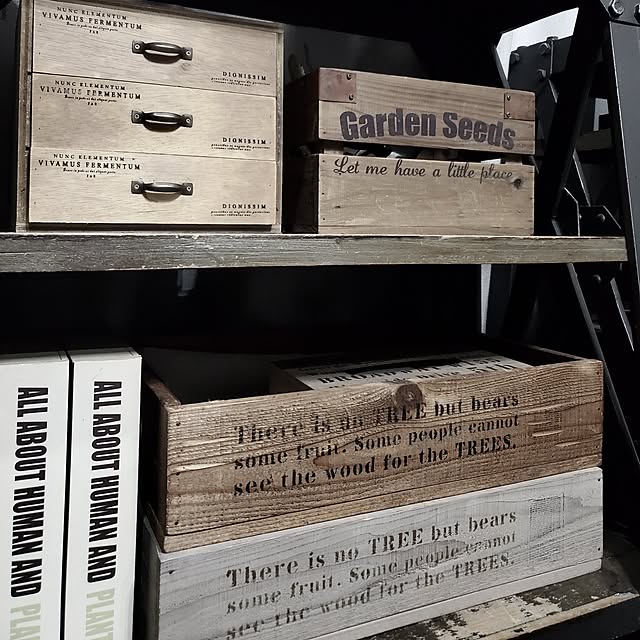 NUNC ELEMENTUM
VIVAMUS FERMENTUM
DIGNISSIM
NUNC ELEMENTUM
VIVAMUS FERMENTUM
DIGNISSIM
NUNC ELEMENTUM
VIVAMUS FERMENTUM
DIGNISSIM
Garden Seeds
Let me have a little place
ALL ABOUT HUMAN AND PLANT
ALL ABOUT HUMAN AND PLANT
There is no TREE but bears
some fruit. Some people cannot
see the wood for the TREES.
There is no TREE but bears
some fruit. Some people cannot
see the wood for the TREES.